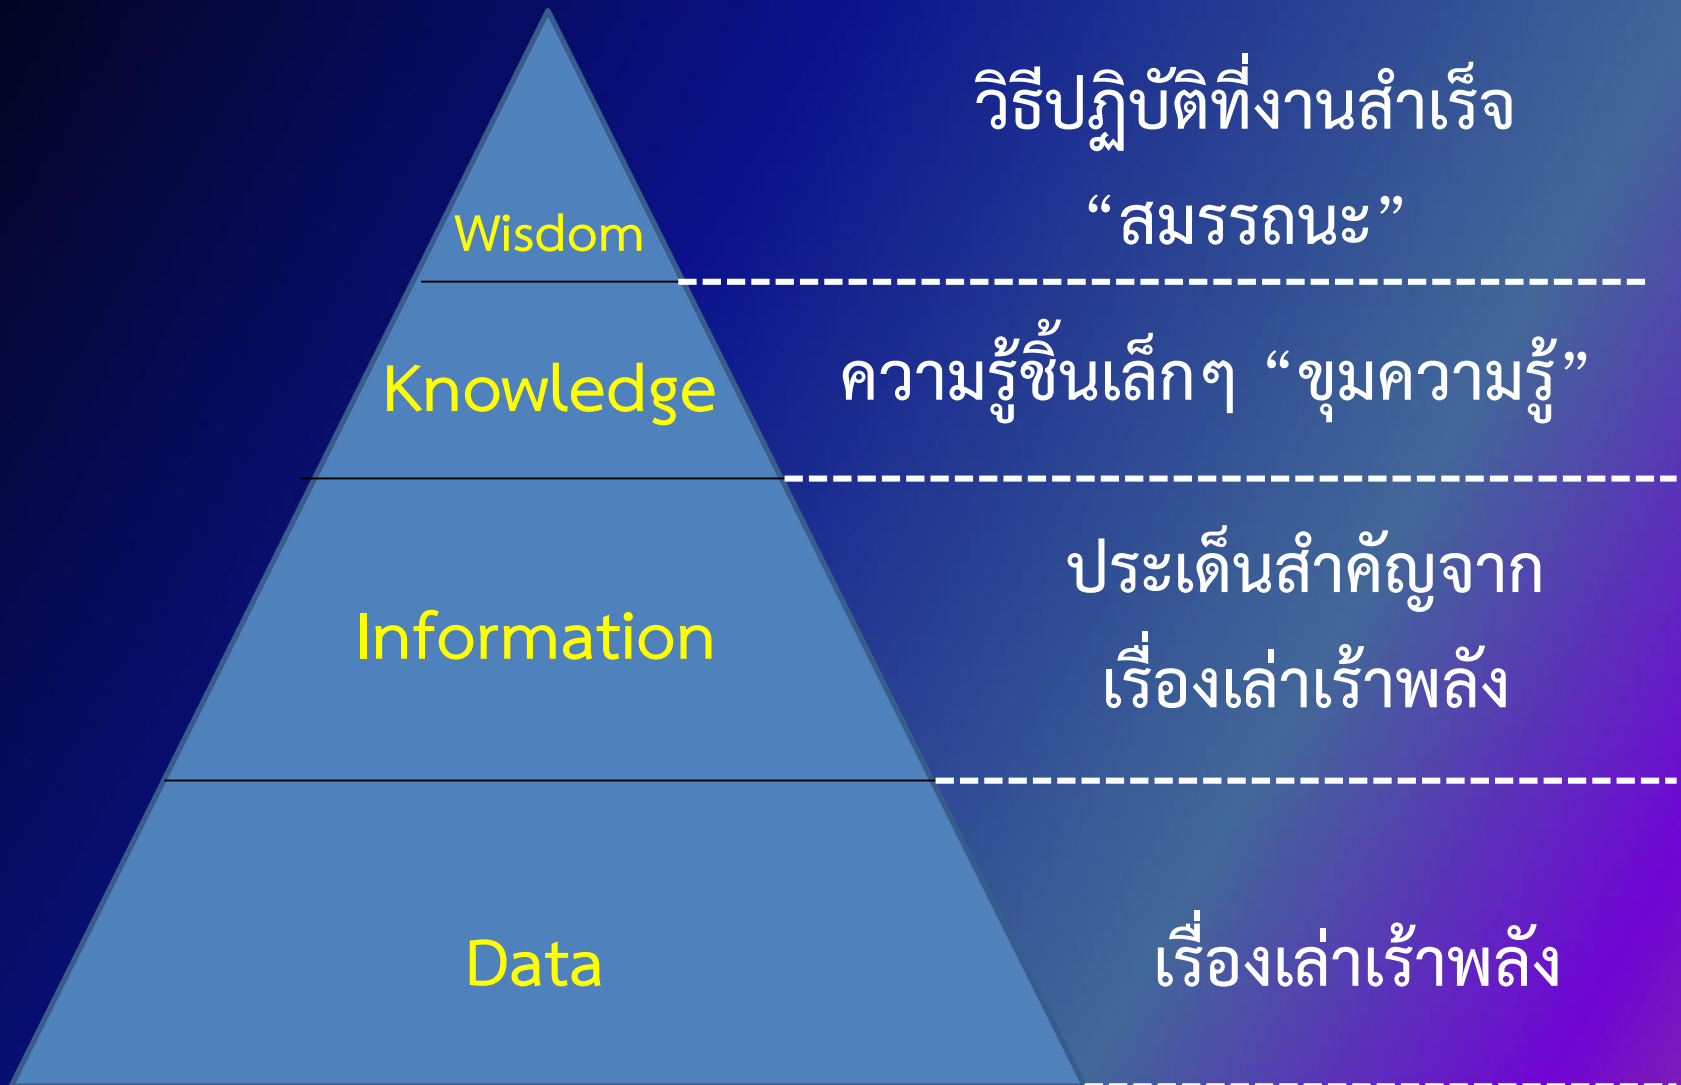 วิธีปฏิบัติที่งานสำเร็จ
“สมรรถนะ”
Wisdom
Knowledge
ความรู้ชิ้นเล็กๆ “ขุมความรู้”
ประเด็นสำคัญจาก
เรื่องเล่าเร้าพลัง
Information
Data
เรื่องเล่าเร้าพลัง